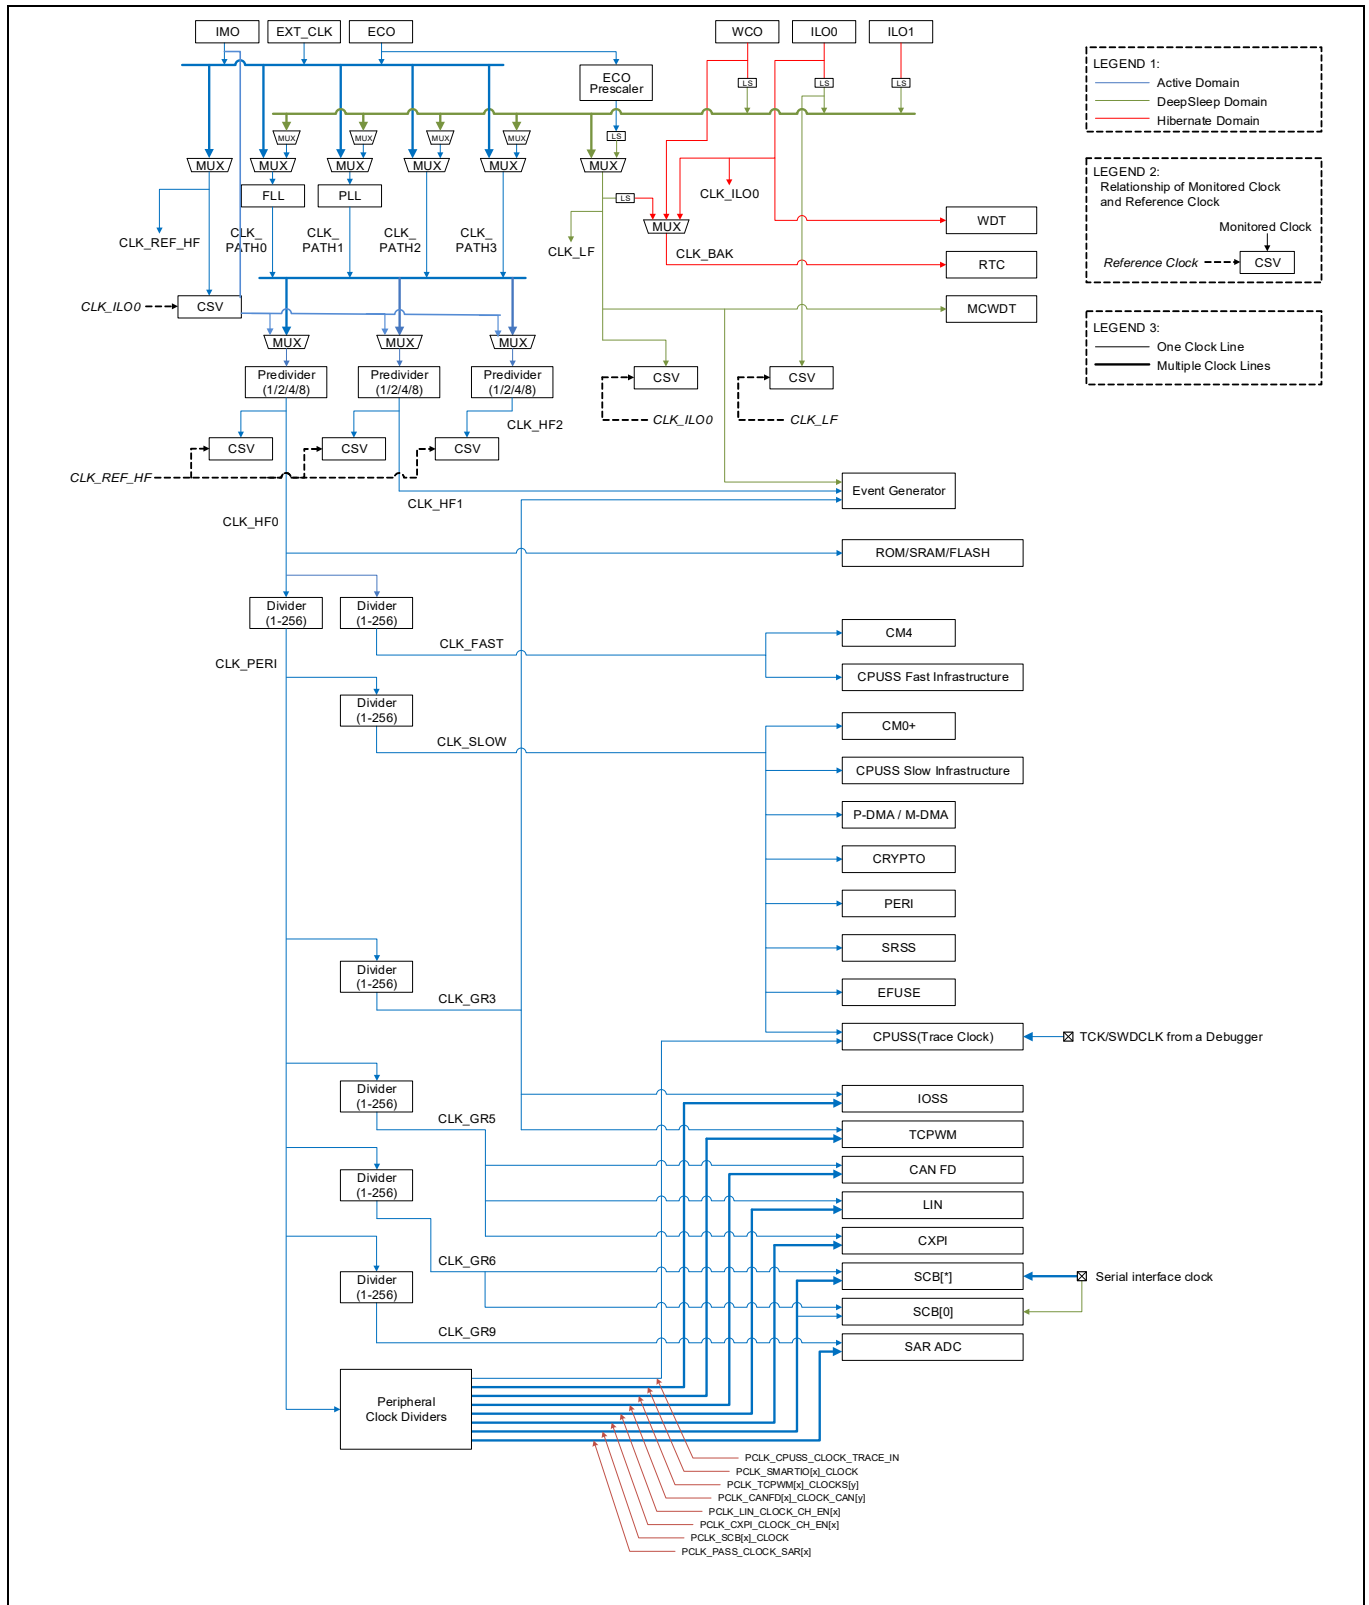 IMO
EXT_CLK
ECO
WCO
ILO0
ILO1
LEGEND 1:
Active Domain
DeepSleep Domain
Hibernate Domain
ECO
Prescaler
LS
LS
LS
LS
MUX
MUX
MUX
MUX
MUX
MUX
MUX
MUX
MUX
MUX
LEGEND 2:
Relationship of Monitored Clock
and Reference Clock
Monitored Clock
Reference Clock
CSV
FLL
PLL
LS
CLK_ILO0
MUX
WDT
CLK_REF_HF
CLK_
PATH0
CLK_
PATH1
CLK_
PATH2
CLK_
PATH3
CLK_LF
CLK_BAK
RTC
CLK_ILO0
CSV
MCWDT
LEGEND 3:
One Clock Line
Multiple Clock Lines
MUX
MUX
MUX
Predivider
(1/2/4/8)
Predivider
(1/2/4/8)
Predivider
(1/2/4/8)
CSV
CSV
CLK_HF2
CLK_ILO0
CLK_LF
CSV
CSV
CSV
CLK_REF_HF
CLK_HF1
Event Generator
CLK_HF0
ROM/SRAM/FLASH
Divider
(1-256)
Divider
(1-256)
CLK_FAST
CM4
CLK_PERI
CPUSS Fast Infrastructure
Divider
(1-256)
CLK_SLOW
CM0+
CPUSS Slow Infrastructure
P-DMA / M-DMA
CRYPTO
PERI
SRSS
Divider
(1-256)
CLK_GR3
EFUSE
CPUSS(Trace Clock)
TCK/SWDCLK from a Debugger
Divider
(1-256)
CLK_GR5
IOSS
TCPWM
CAN FD
Divider
(1-256)
LIN
CXPI
CLK_GR6
SCB[*]
Serial interface clock
Divider
(1-256)
SCB[0]
CLK_GR9
SAR ADC
Peripheral
Clock Dividers
PCLK_CPUSS_CLOCK_TRACE_IN
PCLK_SMARTIO[x]_CLOCK
PCLK_TCPWM[x]_CLOCKS[y]
PCLK_CANFD[x]_CLOCK_CAN[y]
PCLK_LIN_CLOCK_CH_EN[x]
PCLK_CXPI_CLOCK_CH_EN[x]
PCLK_SCB[x]_CLOCK
PCLK_PASS_CLOCK_SAR[x]